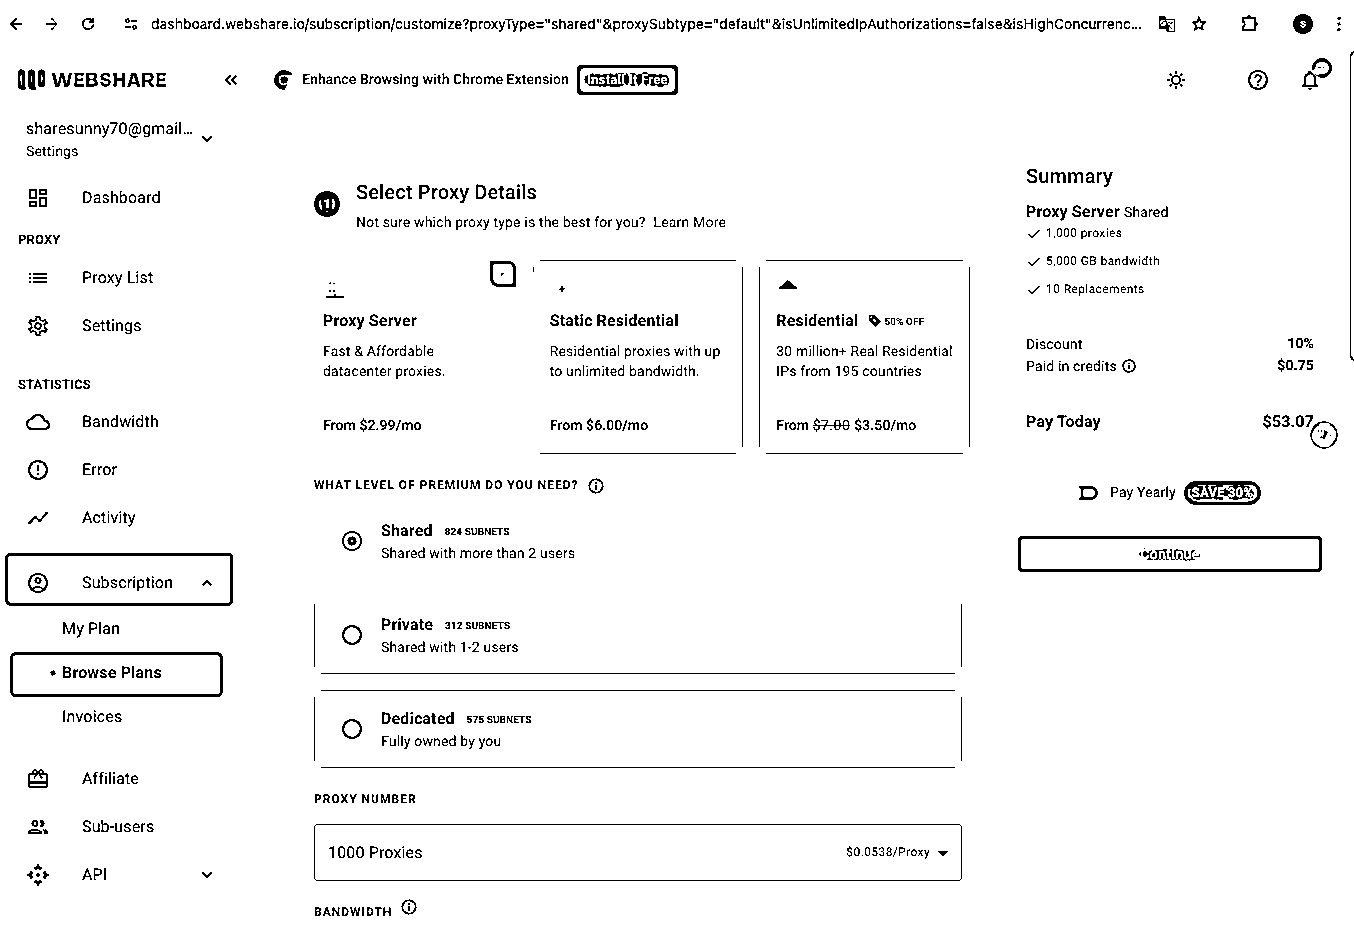 dashboard.webshare.io/subscription/customize?proxyType="shared"&proxySubtype="default"&isUnlimitedIpAuthorizations=false&isHighConcurrenc...
WEBSHARE
Enhance Browsing with Chrome Extension
Install It Free
sharesunny70@gmail...
Settings
Dashboard
PROXY
Proxy List
Settings
STATISTICS
Bandwidth
Error
Activity
Subscription
My Plan
• Browse Plans
Invoices
Affiliate
Sub-users
API
1
Select Proxy Details
Not sure which proxy type is the best for you? Learn More
Proxy Server
Fast & Affordable
datacenter proxies.
From $2.99/mo
Static Residential
Residential proxies with up
to unlimited bandwidth.
From $6.00/mo
Residential 50% OFF
30 million+ Real Residential
IPs from 195 countries
From $7.00 $3.50/mo
WHAT LEVEL OF PREMIUM DO YOU NEED?
Shared 824 SUBNETS
Shared with more than 2 users
Private 312 SUBNETS
Shared with 1-2 users
Dedicated 575 SUBNETS
Fully owned by you
PROXY NUMBER
1000 Proxies $0.0538/Proxy
BANDWIDTH
Summary
Proxy Server Shared
1,000 proxies
5,000 GB bandwidth
10 Replacements
Discount 10%
Paid in credits $0.75
Pay Today $53.07
Pay Yearly SAVE 30%
Continue